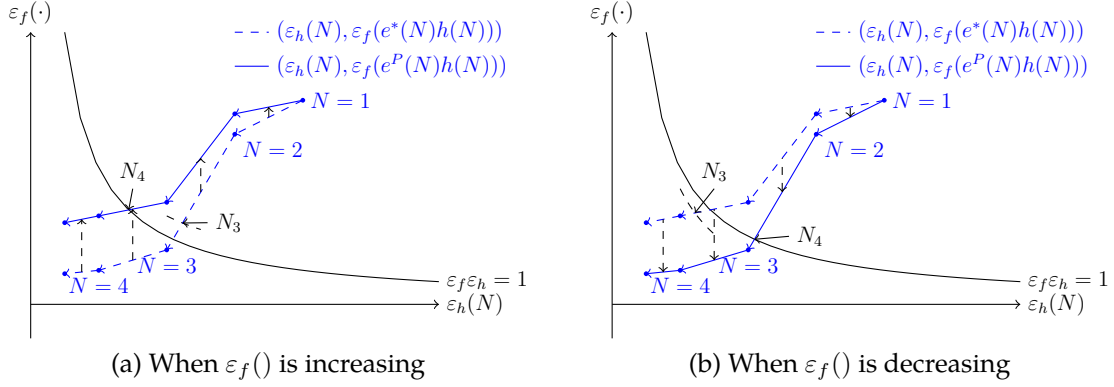 ε_f(·)
(ε_h(N), ε_f(e*(N)h(N)))
(ε_h(N), ε_f(e^P(N)h(N)))
N = 1
N = 2
N_4
N_3
N = 3
N = 4
ε_f ε_h = 1
ε_h(N)
(a) When ε_f() is increasing
ε_f(·)
(ε_h(N), ε_f(e*(N)h(N)))
(ε_h(N), ε_f(e^P(N)h(N)))
N = 1
N = 2
N_3
N_4
N = 3
N = 4
ε_f ε_h = 1
ε_h(N)
(b) When ε_f() is decreasing